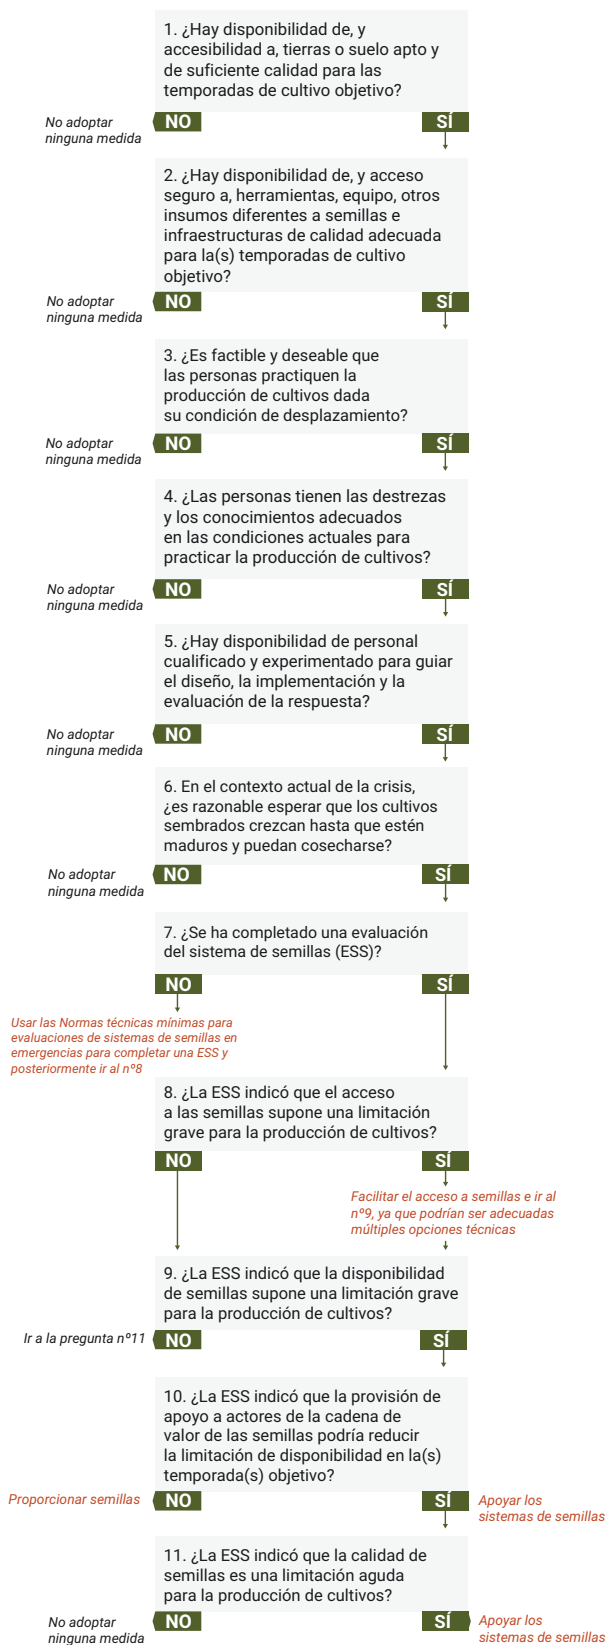 1. ¿Hay disponibilidad de, y
accesibilidad a, tierras o suelo apto y
de suficiente calidad para las
temporadas de cultivo objetivo?
No adoptar
ninguna medida
NO
SÍ
2. ¿Hay disponibilidad de, y acceso
seguro a, herramientas, equipo, otros
insumos diferentes a semillas e
infraestructuras de calidad adecuada
para la(s) temporadas de cultivo
objetivo?
No adoptar
ninguna medida
NO
SÍ
3. ¿Es factible y deseable que
las personas practiquen la
producción de cultivos dada
su condición de desplazamiento?
No adoptar
ninguna medida
NO
SÍ
4. ¿Las personas tienen las destrezas
y los conocimientos adecuados
en las condiciones actuales para
practicar la producción de cultivos?
No adoptar
ninguna medida
NO
SÍ
5. ¿Hay disponibilidad de personal
cualificado y experimentado para guiar
el diseño, la implementación y la
evaluación de la respuesta?
No adoptar
ninguna medida
NO
SÍ
6. En el contexto actual de la crisis,
¿es razonable esperar que los cultivos
sembrados crezcan hasta que estén
maduros y puedan cosecharse?
No adoptar
ninguna medida
NO
SÍ
7. ¿Se ha completado una evaluación
del sistema de semillas (ESS)?
NO
SÍ
Usar las Normas técnicas mínimas para
evaluaciones de sistemas de semillas en
emergencias para completar una ESS y
posteriormente ir al nº8
8. ¿La ESS indicó que el acceso
a las semillas supone una limitación
grave para la producción de cultivos?
NO
SÍ
Facilitar el acceso a semillas e ir al
nº9, ya que podrían ser adecuadas
múltiples opciones técnicas
9. ¿La ESS indicó que la disponibilidad
de semillas supone una limitación grave
para la producción de cultivos?
Ir a la pregunta nº11
NO
SÍ
10. ¿La ESS indicó que la provisión de
apoyo a actores de la cadena de
valor de las semillas podría reducir
la limitación de disponibilidad en la(s)
temporada(s) objetivo?
Proporcionar semillas
NO
SÍ
Apoyar los
sistemas de semillas
11. ¿La ESS indicó que la calidad de
semillas es una limitación aguda
para la producción de cultivos?
No adoptar
ninguna medida
NO
SÍ
Apoyar los
sistemas de semillas